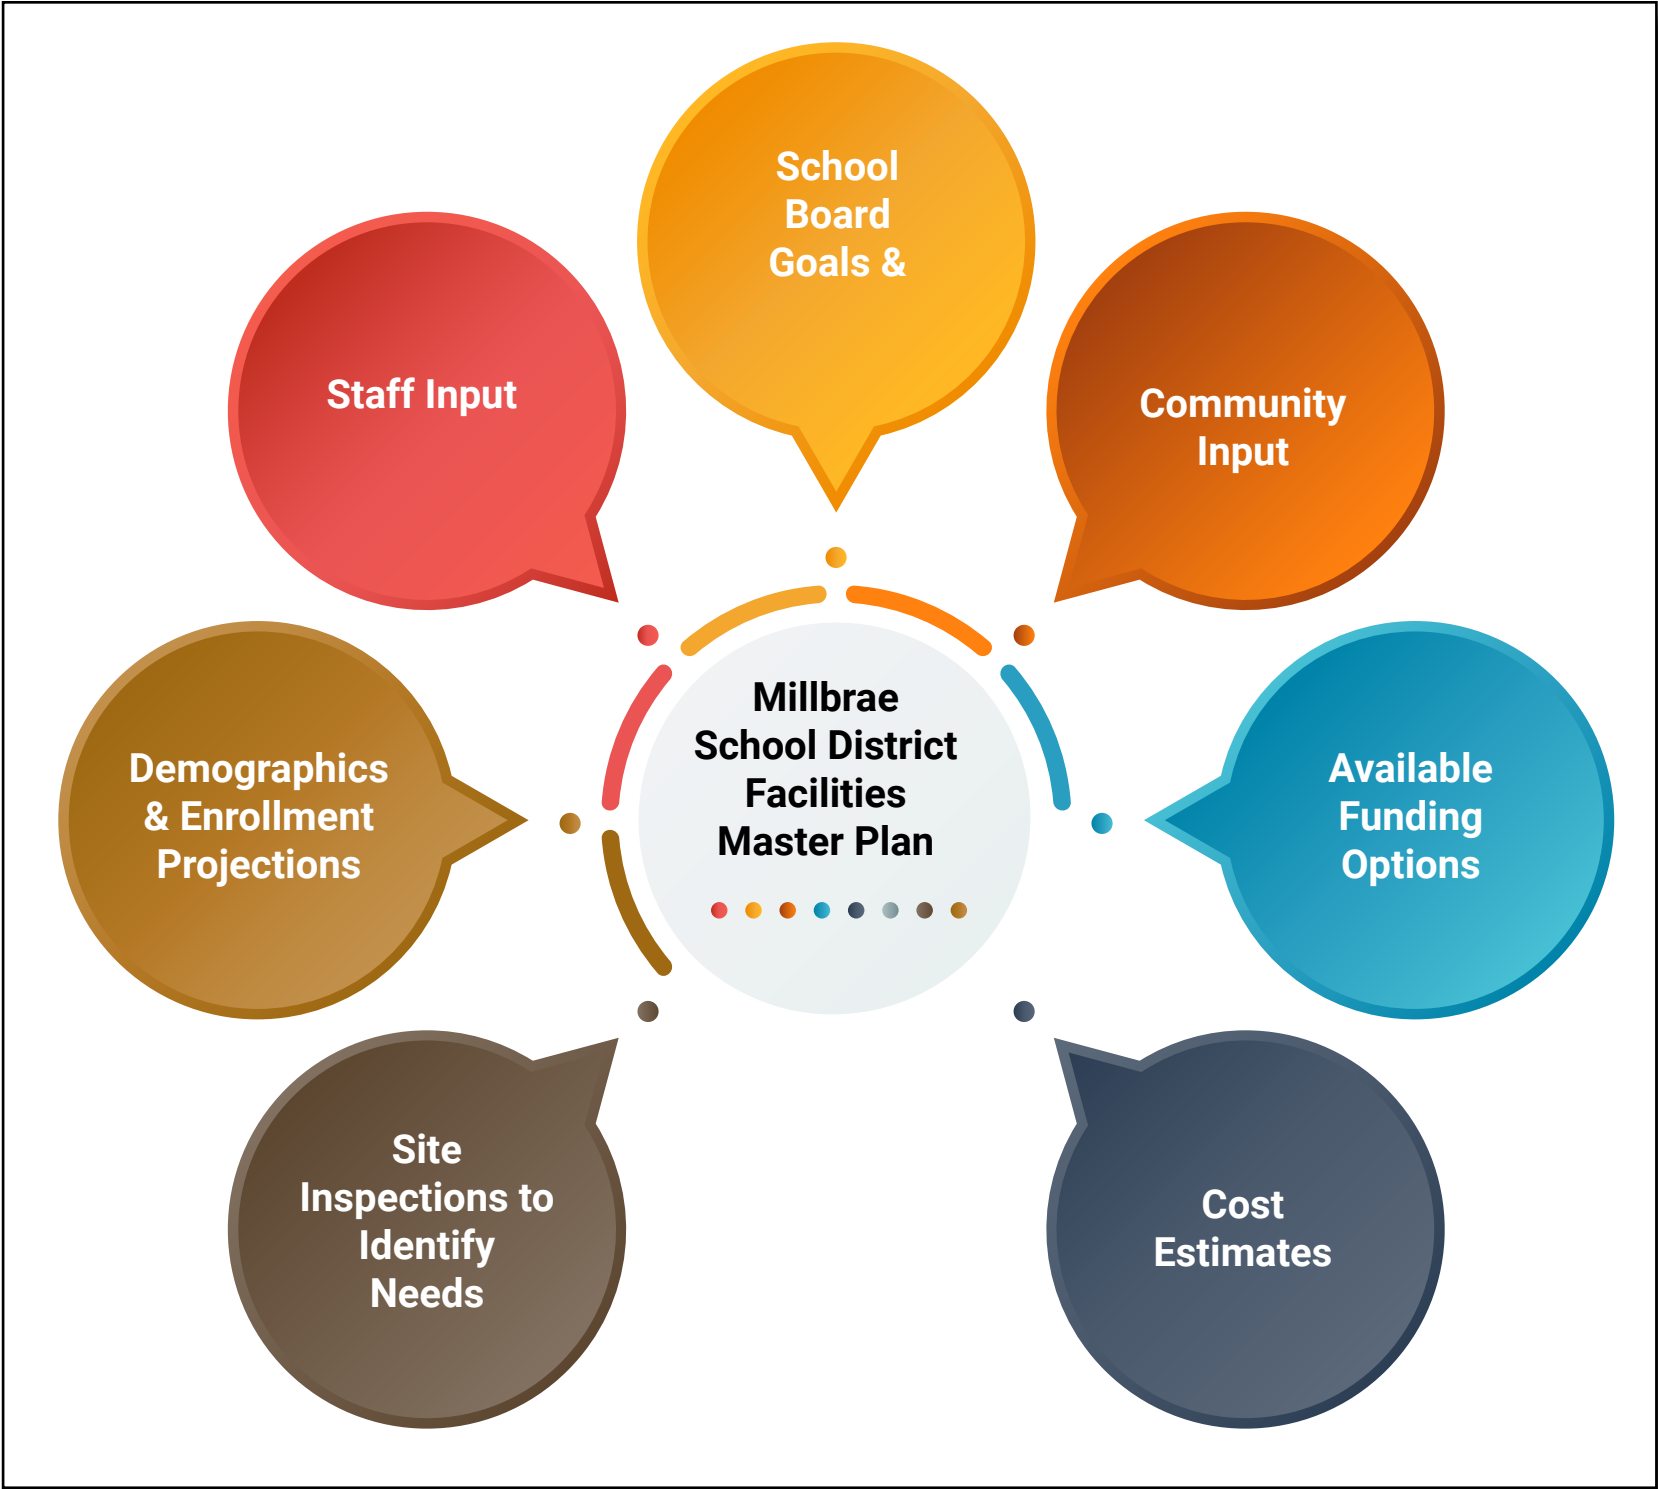 School
Board
Goals &
Staff Input
Community
Input
Millbrae
School District
Facilities
Master Plan
Demographics
& Enrollment
Projections
Available
Funding
Options
Site
Inspections to
Identify
Needs
Cost
Estimates